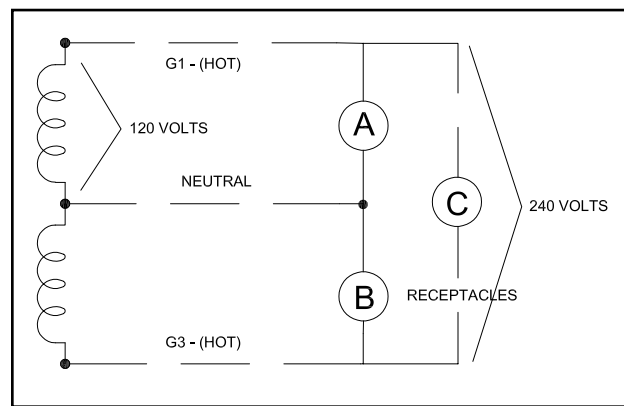 G1 - (HOT)
A
120 VOLTS
NEUTRAL
C
240 VOLTS
B
RECEPTACLES
G3 - (HOT)